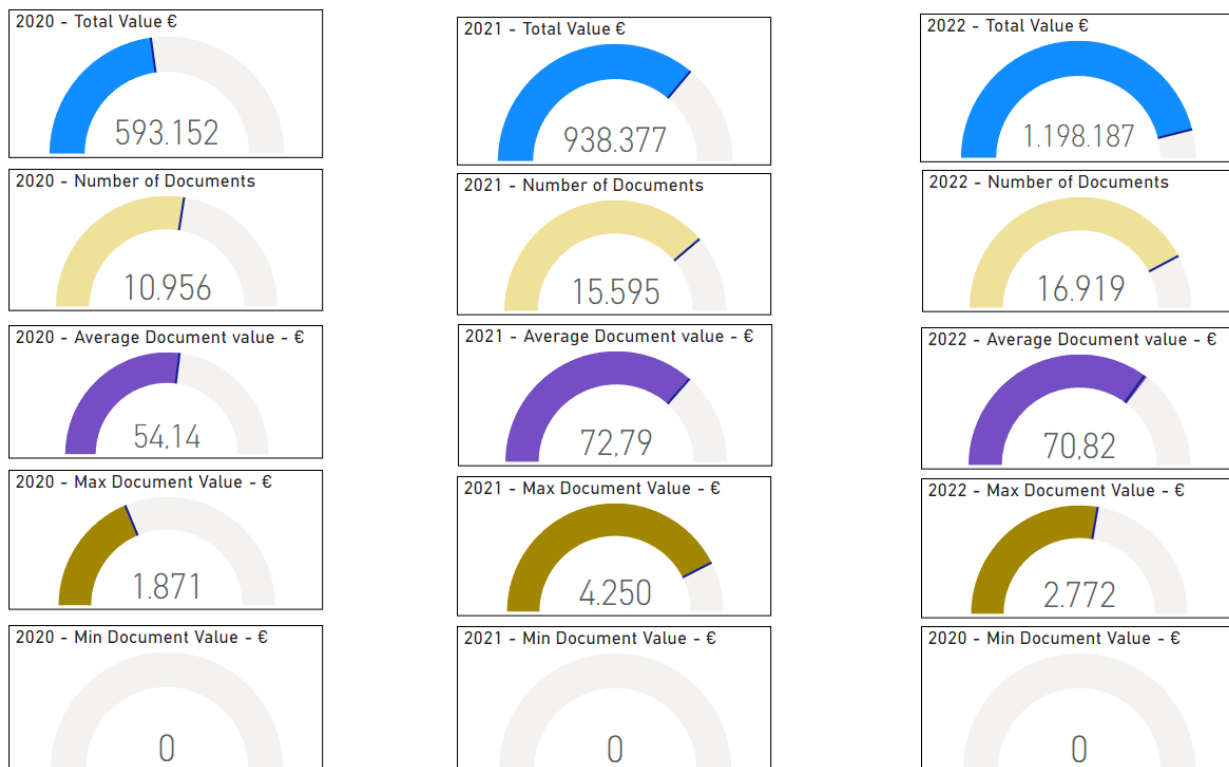 2020 - Total Value €
593.152
2021 - Total Value €
938.377
2022 - Total Value €
1.198.187
2020 - Number of Documents
10.956
2021 - Number of Documents
15.595
2022 - Number of Documents
16.919
2020 - Average Document value - €
54,14
2021 - Average Document value - €
72,79
2022 - Average Document value - €
70,82
2020 - Max Document Value - €
1.871
2021 - Max Document Value - €
4.250
2022 - Max Document Value - €
2.772
2020 - Min Document Value - €
0
2021 - Min Document Value - €
0
2020 - Min Document Value - €
0